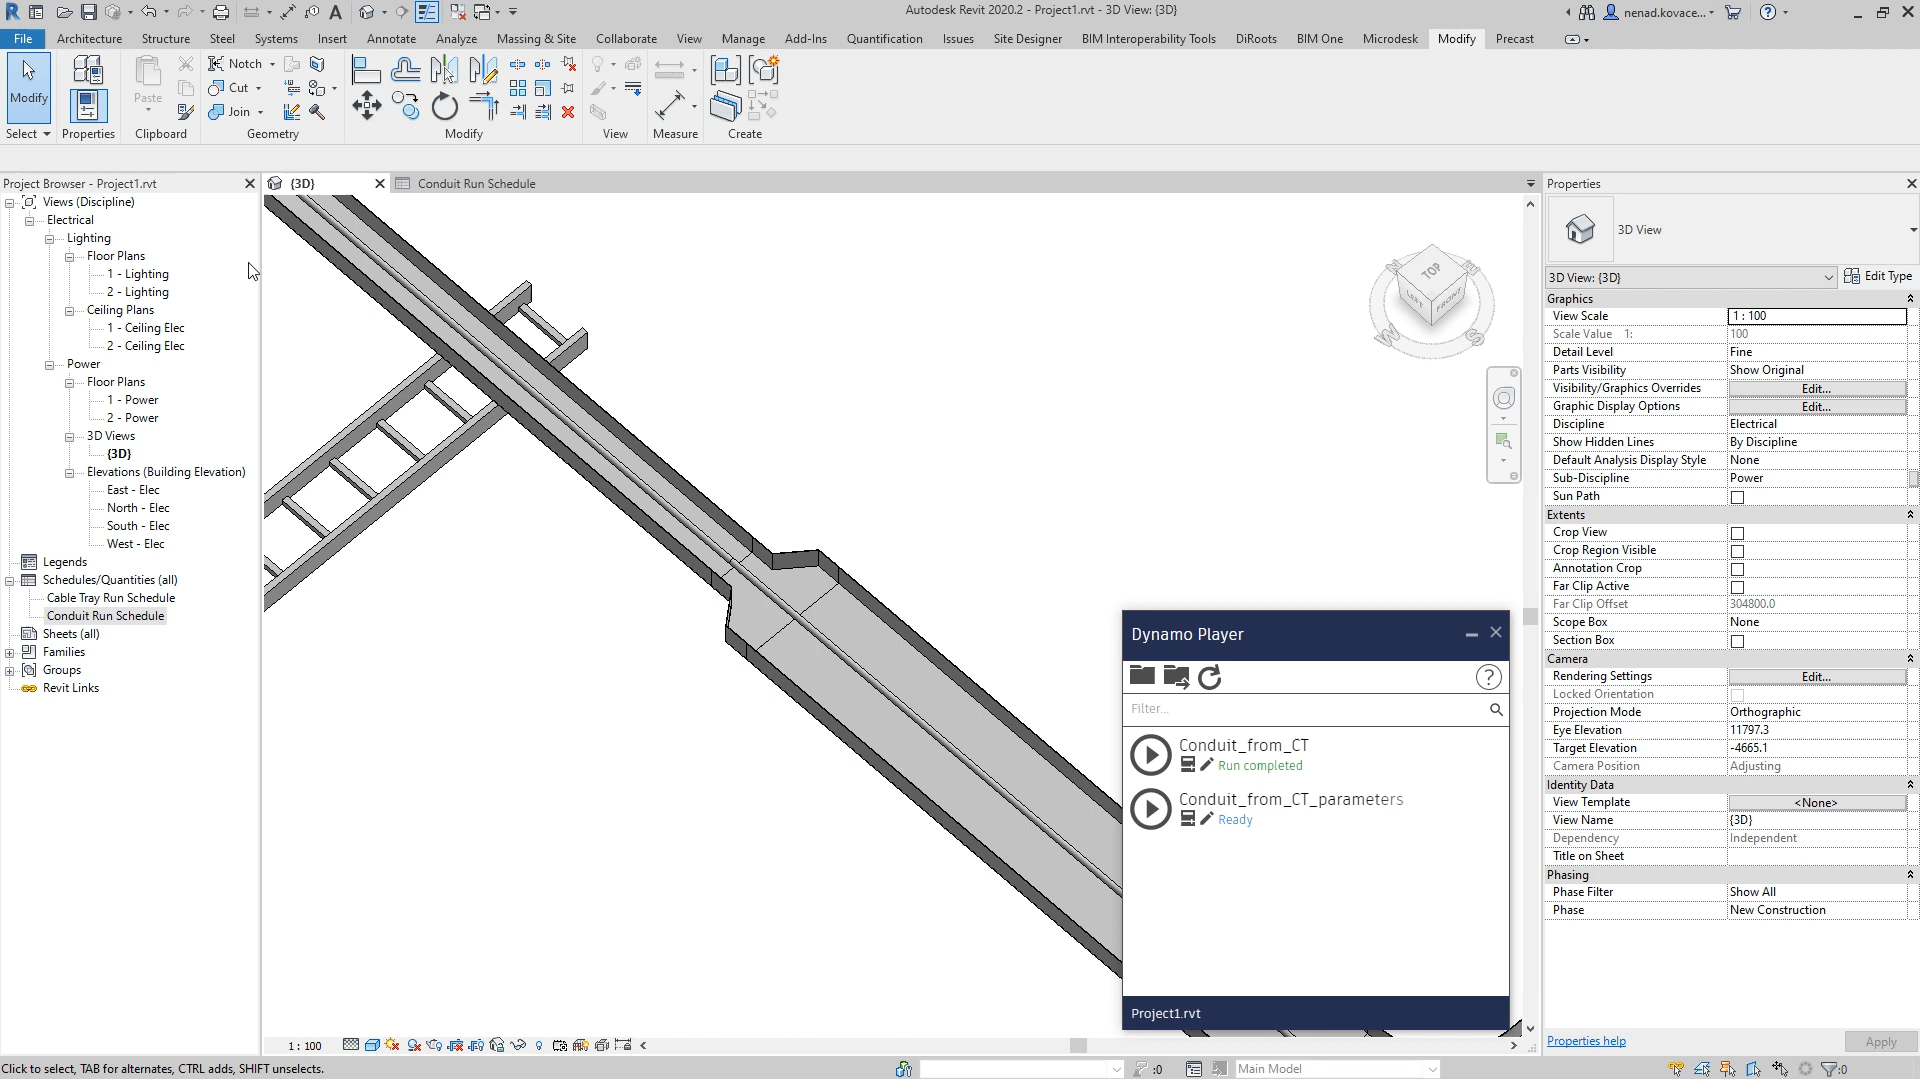 Autodesk Revit 2020.2 - Project1.rvt - 3D View: {3D}
nenad.kovace...
File Architecture Structure Steel Systems Insert Annotate Analyze Massing & Site Collaborate View Manage Add-Ins Quantification Issues Site Designer BIM Interoperability Tools DiRoots BIM One Microdesk Modify Precast
Modify
Paste
Notch
Cut
Join
Select Properties Clipboard Geometry Modify View Measure Create
Project Browser - Project1.rvt
{3D}
Conduit Run Schedule
Views (Discipline)
Electrical
Lighting
Floor Plans
1 - Lighting
2 - Lighting
Ceiling Plans
1 - Ceiling Elec
2 - Ceiling Elec
Power
Floor Plans
1 - Power
2 - Power
3D Views
{3D}
Elevations (Building Elevation)
East - Elec
North - Elec
South - Elec
West - Elec
Legends
Schedules/Quantities (all)
Cable Tray Run Schedule
Conduit Run Schedule
Sheets (all)
Families
Groups
Revit Links
TOP
LEFT
FRONT
W
S
Dynamo Player
Filter...
Conduit_from_CT
Run completed
Conduit_from_CT_parameters
Ready
Project1.rvt
Properties
3D View
3D View: {3D}
Edit Type
Graphics
View Scale 1 : 100
Scale Value 1: 100
Detail Level Fine
Parts Visibility Show Original
Visibility/Graphics Overrides Edit...
Graphic Display Options Edit...
Discipline Electrical
Show Hidden Lines By Discipline
Default Analysis Display Style None
Sub-Discipline Power
Sun Path
Extents
Crop View
Crop Region Visible
Annotation Crop
Far Clip Active
Far Clip Offset 304800.0
Scope Box None
Section Box
Camera
Rendering Settings Edit...
Locked Orientation
Projection Mode Orthographic
Eye Elevation 11797.3
Target Elevation -4665.1
Camera Position Adjusting
Identity Data
View Template <None>
View Name {3D}
Dependency Independent
Title on Sheet
Phasing
Phase Filter Show All
Phase New Construction
Properties help
Apply
1 : 100
Click to select, TAB for alternates, CTRL adds, SHIFT unselects.
:0
Main Model
:0